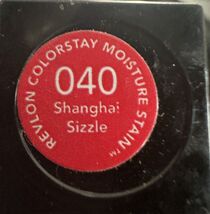 REVLON COLORSTAY MOISTURE STAIN™
040
Shanghai
Sizzle